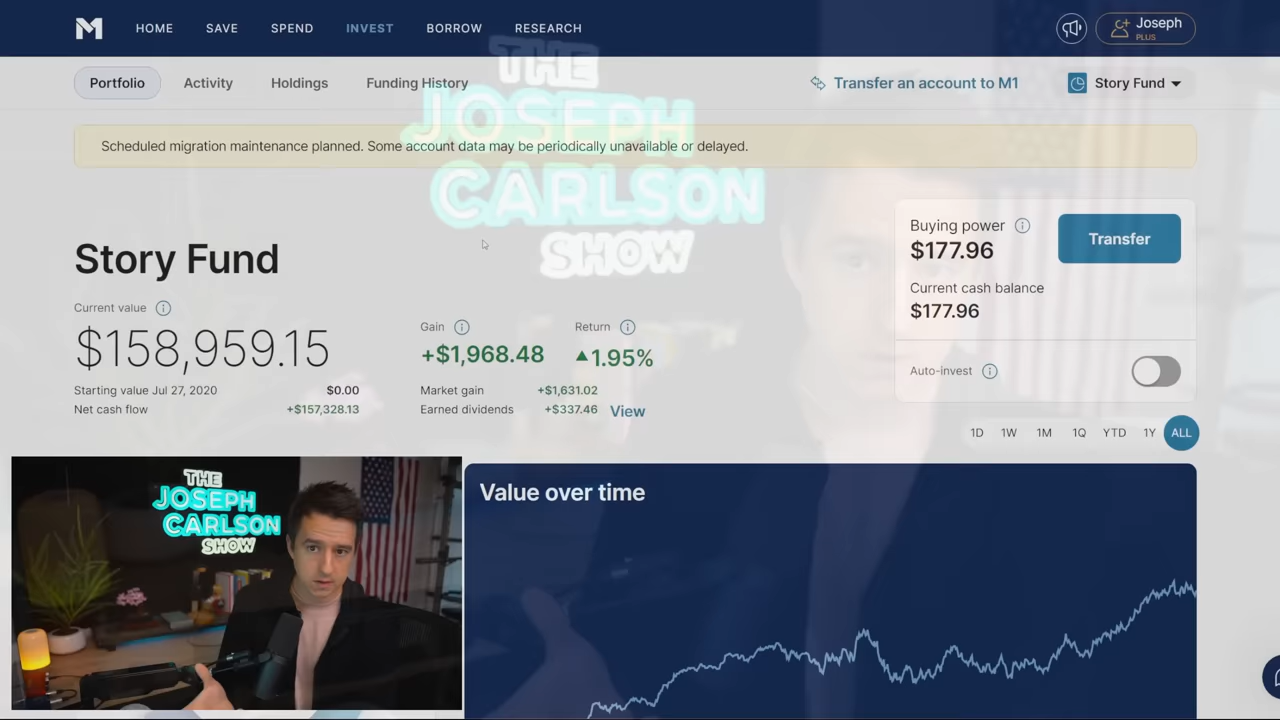 M HOME SAVE SPEND INVEST BORROW RESEARCH Joseph
PLUS
Portfolio Activity Holdings Funding History Transfer an account to M1 Story Fund
Scheduled migration maintenance planned. Some account data may be periodically unavailable or delayed.
THE
JOSEPH
CARLSON
SHOW
Story Fund
Buying power
$177.96
Transfer
Current cash balance
$177.96
Auto-invest
Current value
$158,959.15
Starting value Jul 27, 2020 $0.00
Net cash flow +$157,328.13
Gain
+$1,968.48
Return
1.95%
Market gain +$1,631.02
Earned dividends +$337.46 View
1D 1W 1M 1Q YTD 1Y ALL
Value over time
THE
JOSEPH
CARLSON
SHOW